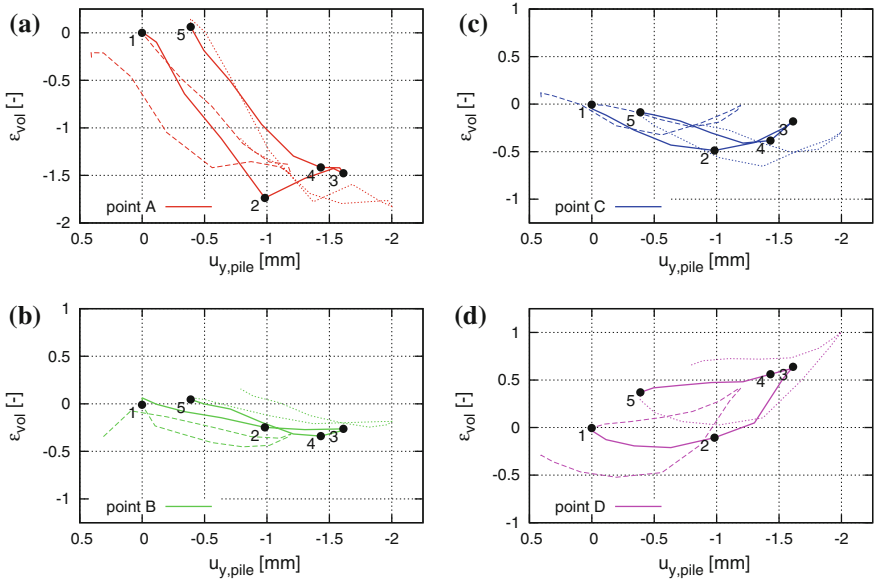 (a)
0
-0.5
-1
-1.5
-2
ε_vol [-]
1
5
2
4
3
point A
0.5 0 -0.5 -1 -1.5 -2
u_y,pile [mm]
(b)
1
0.5
0
-0.5
-1
ε_vol [-]
1
5
2
4
3
point B
0.5 0 -0.5 -1 -1.5 -2
u_y,pile [mm]
(c)
1
0.5
0
-0.5
-1
ε_vol [-]
1
5
2
4
3
point C
0.5 0 -0.5 -1 -1.5 -2
u_y,pile [mm]
(d)
1
0.5
0
-0.5
-1
ε_vol [-]
1
5
2
4
3
point D
0.5 0 -0.5 -1 -1.5 -2
u_y,pile [mm]